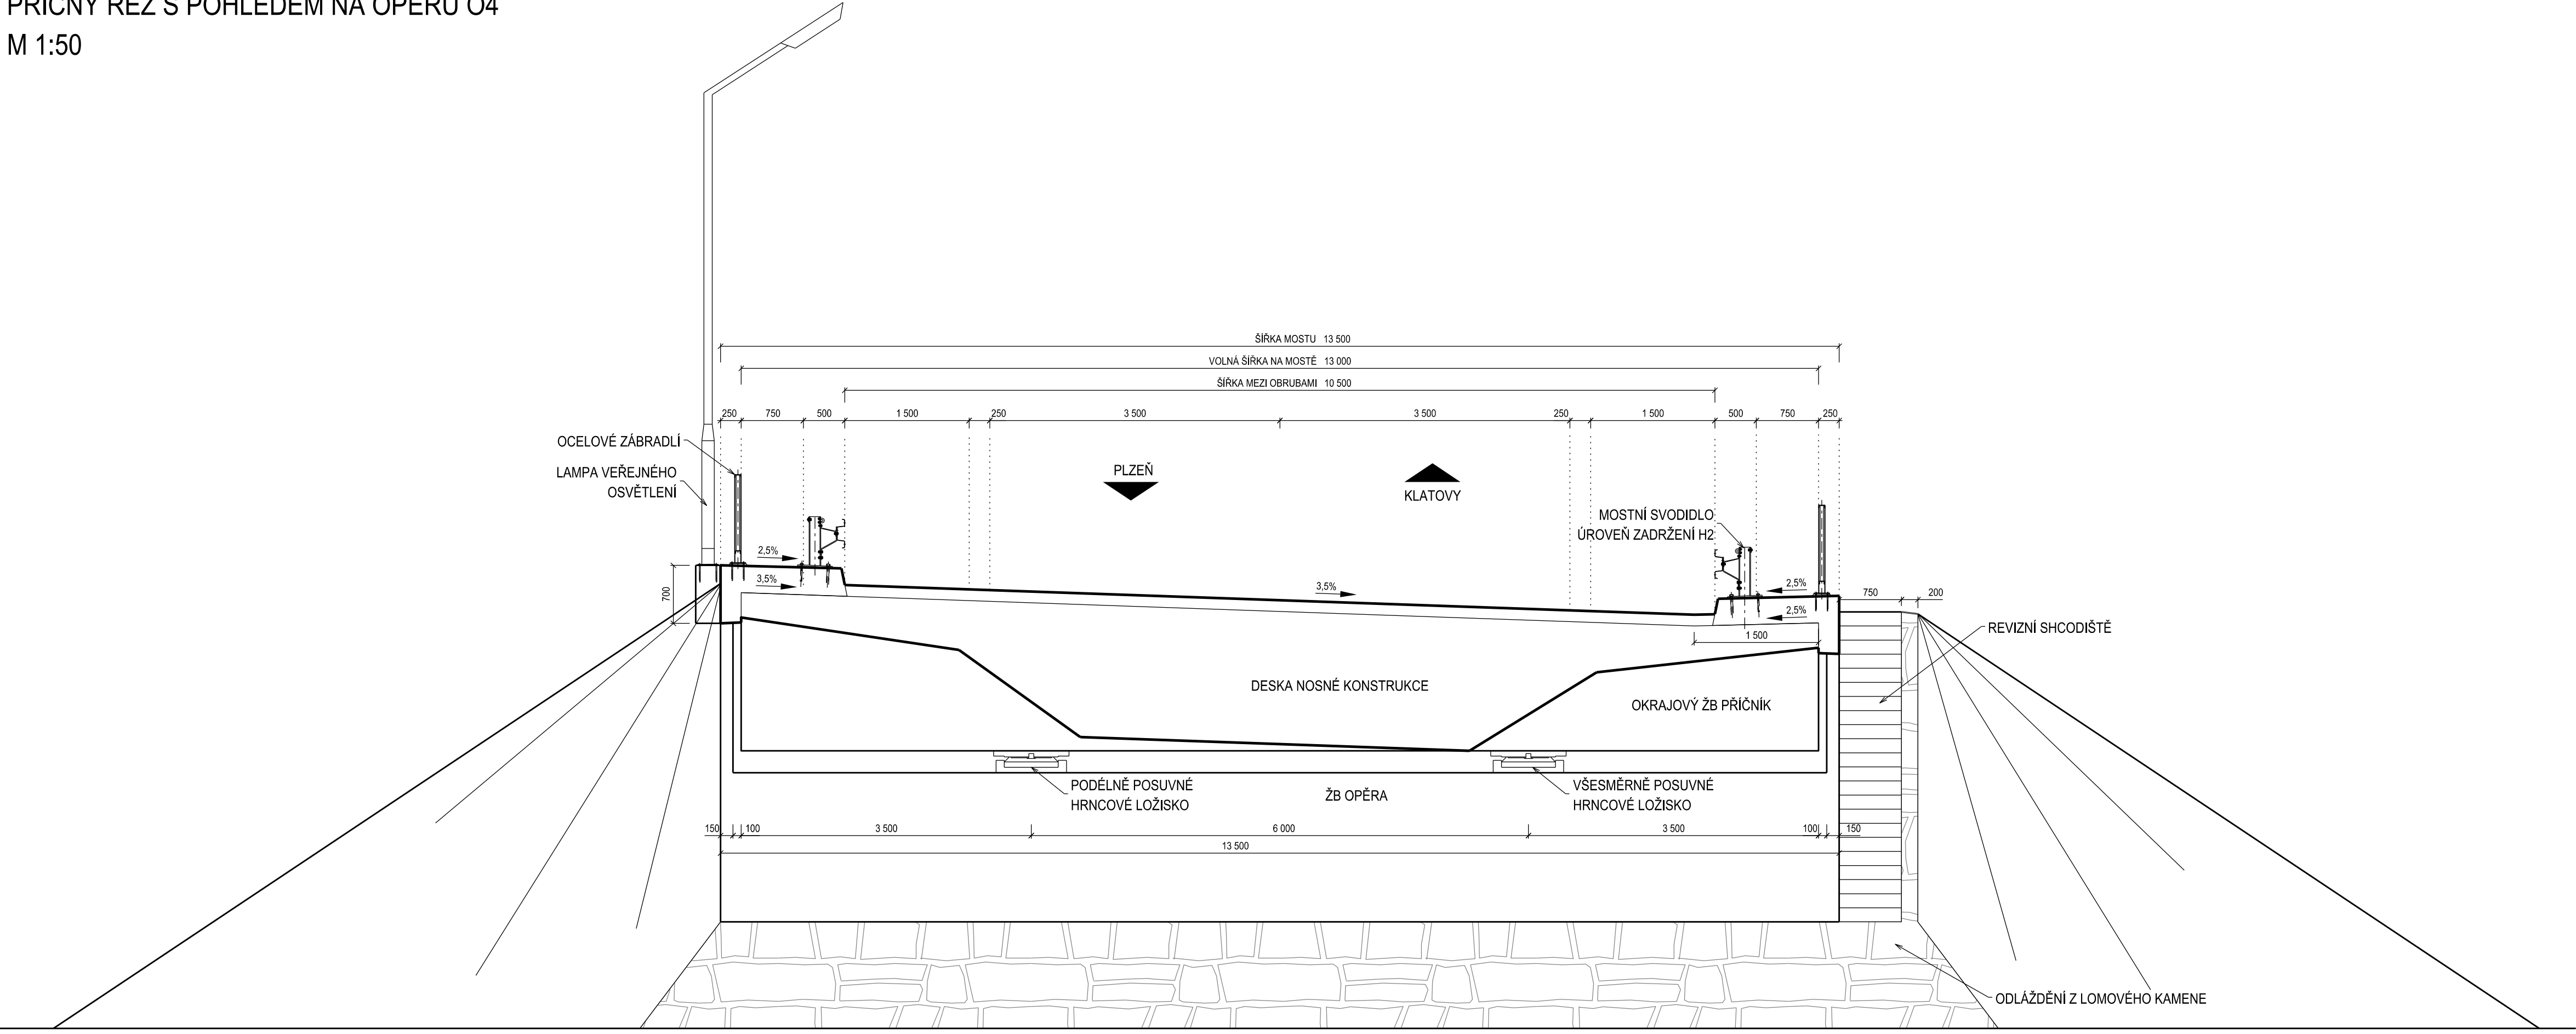 PŘÍČNÝ ŘEZ S POHLEDEM NA OPĚRU O4
M 1:50
ŠÍŘKA MOSTU 13 500
VOLNÁ ŠÍŘKA NA MOSTĚ 13 000
ŠÍŘKA MEZI OBRUBAMI 10 500
250 750 500 1 500 250 3 500 3 500 250 1 500 500 750 250
OCELOVÉ ZÁBRADLÍ
LAMPA VEŘEJNÉHO
OSVĚTLENÍ
PLZEŇ
KLATOVY
MOSTNÍ SVODIDLO
ÚROVEŇ ZADRŽENÍ H2
2,5%
3,5%
3,5%
2,5%
2,5%
700
750 200
1 500
REVIZNÍ SHCODIŠTĚ
DESKA NOSNÉ KONSTRUKCE
OKRAJOVÝ ŽB PŘÍČNÍK
PODÉLNĚ POSUVNÉ
HRNCOVÉ LOŽISKO
ŽB OPĚRA
VŠESMĚRNĚ POSUVNÉ
HRNCOVÉ LOŽISKO
150 100 3 500 6 000 3 500 100 150
13 500
ODLÁŽDĚNÍ Z LOMOVÉHO KAMENE